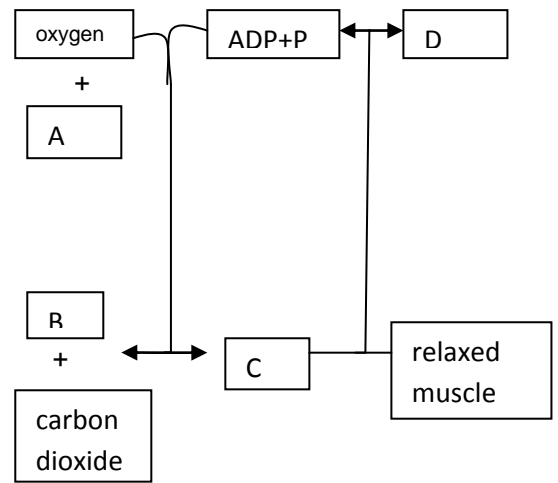 oxygen
ADP+P
D
+
A
B
+
C
relaxed
muscle
carbon
dioxide